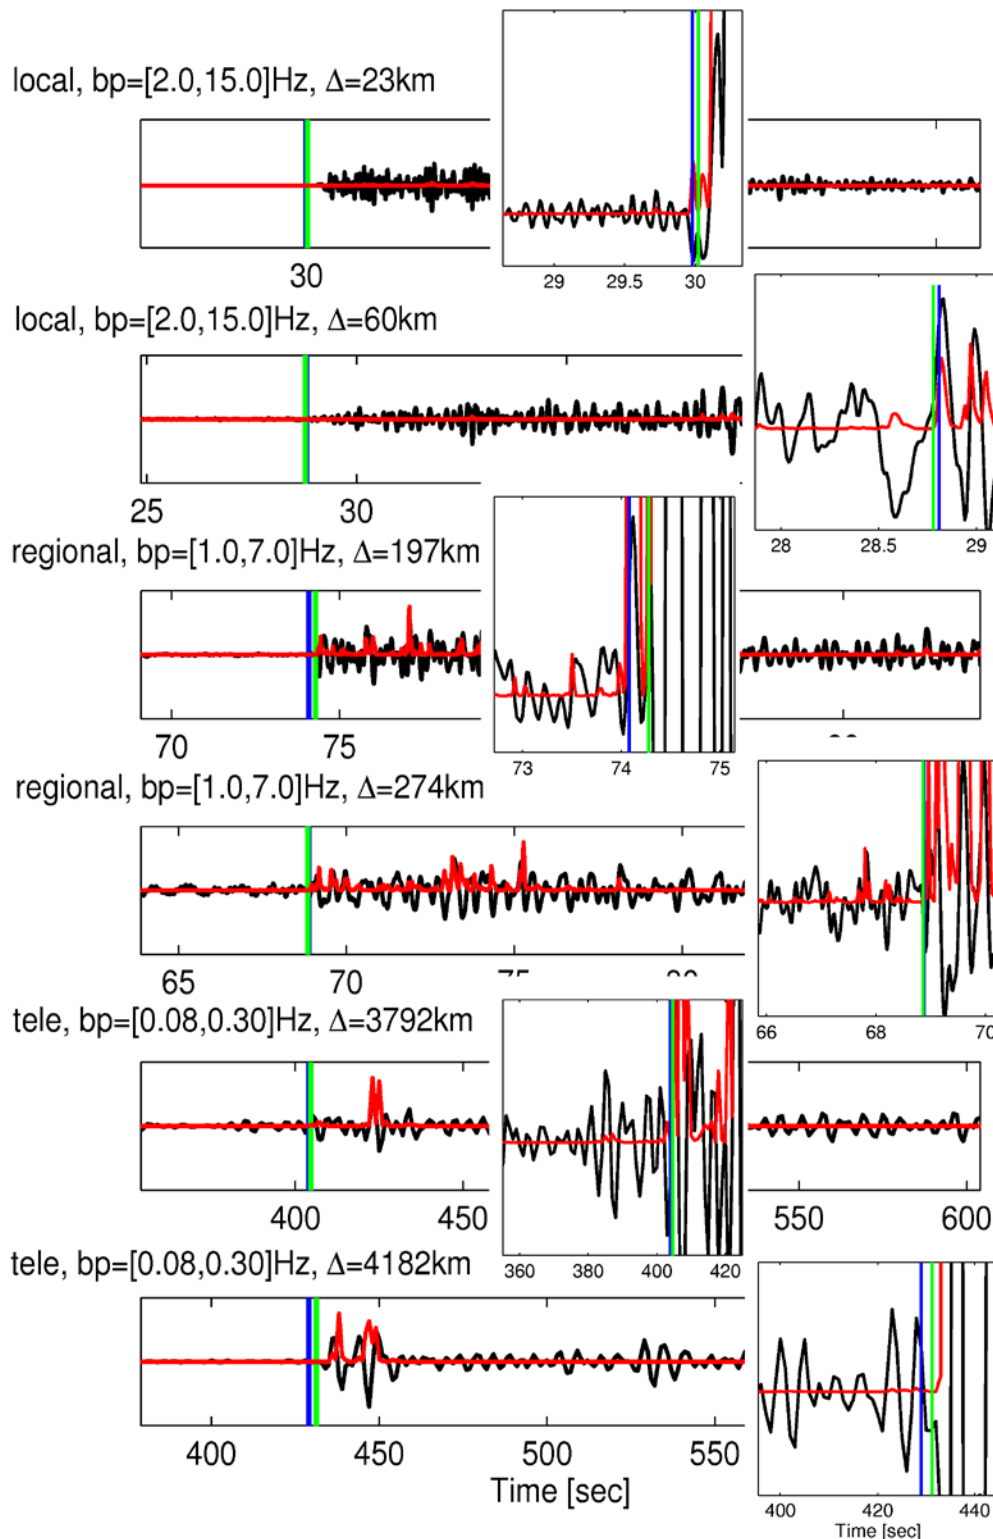 local, bp=[2.0,15.0]Hz, Δ=23km
30
29 29.5 30
local, bp=[2.0,15.0]Hz, Δ=60km
25 30
28 28.5 29
regional, bp=[1.0,7.0]Hz, Δ=197km
70 75
73 74 75
regional, bp=[1.0,7.0]Hz, Δ=274km
65 70
66 68 70
tele, bp=[0.08,0.30]Hz, Δ=3792km
400 450 550 600
360 380 400 420
tele, bp=[0.08,0.30]Hz, Δ=4182km
400 450 500 550
Time [sec]
400 420 440
Time [sec]